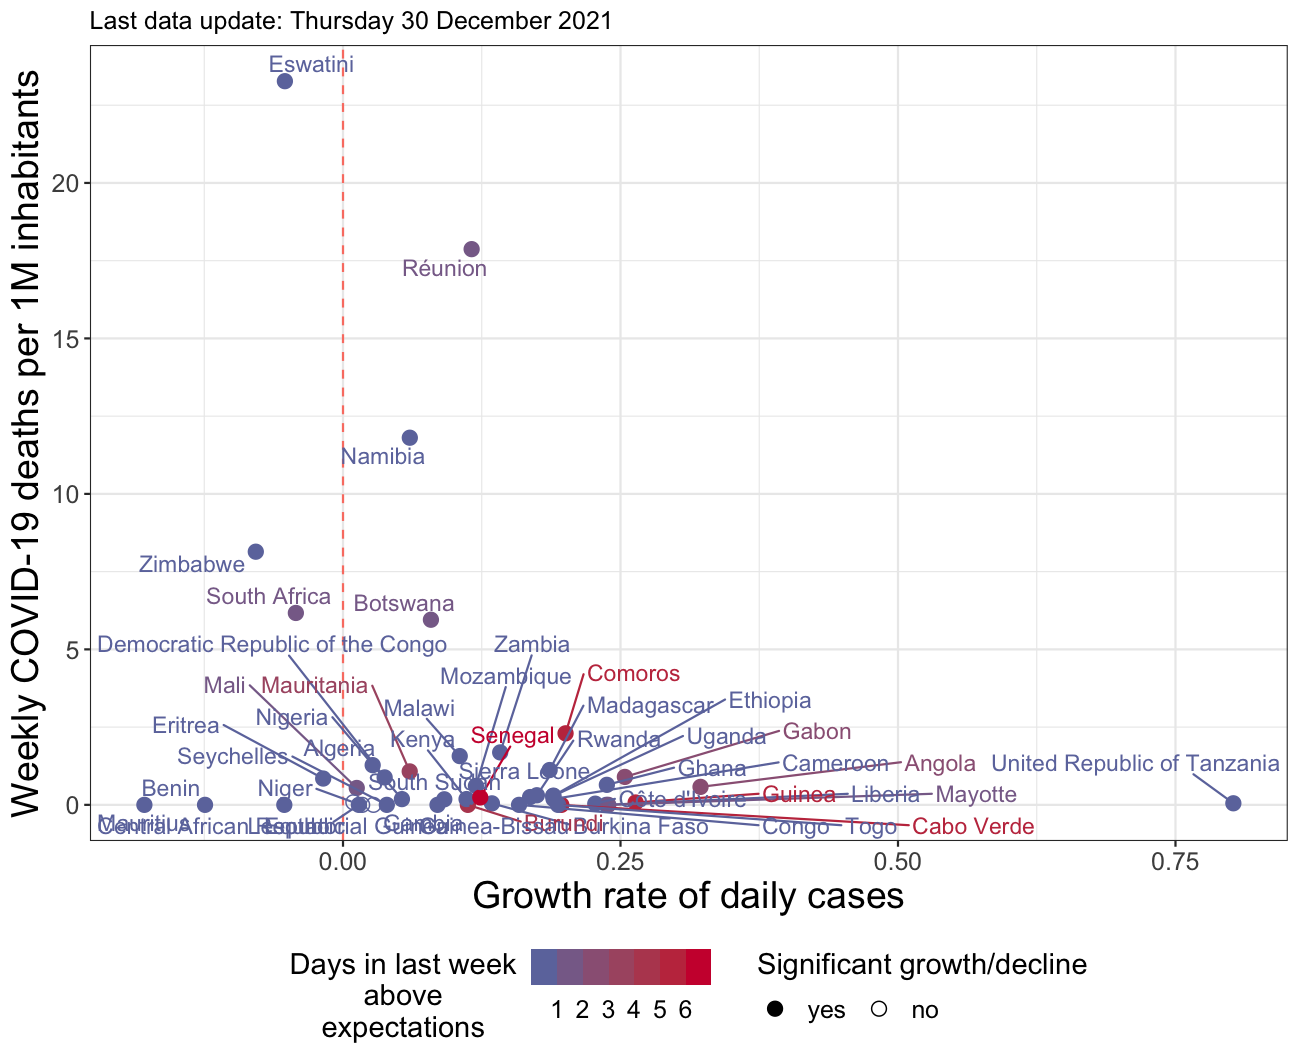 Last data update: Thursday 30 December 2021
Weekly COVID-19 deaths per 1M inhabitants
20
15
10
5
0
Eswatini
Réunion
Namibia
Zimbabwe
South Africa
Botswana
Democratic Republic of the Congo
Zambia
Mozambique
Comoros
Mali
Mauritania
Malawi
Madagascar
Ethiopia
Eritrea
Nigeria
Senegal
Rwanda
Uganda
Gabon
Seychelles
Algeria
Kenya
Sierra Leone
Ghana
Cameroon
Angola
United Republic of Tanzania
Benin
Niger
South Sudan
Côte d'Ivoire
Guinea
Liberia
Mayotte
Mauritius
Central African Republic
Lesotho
Equatorial Guinea
Gambia
Guinea-Bissau
Burundi
Burkina Faso
Congo
Togo
Cabo Verde
0.00
0.25
0.50
0.75
Growth rate of daily cases
Days in last week
above
expectations
1 2 3 4 5 6
Significant growth/decline
yes
no